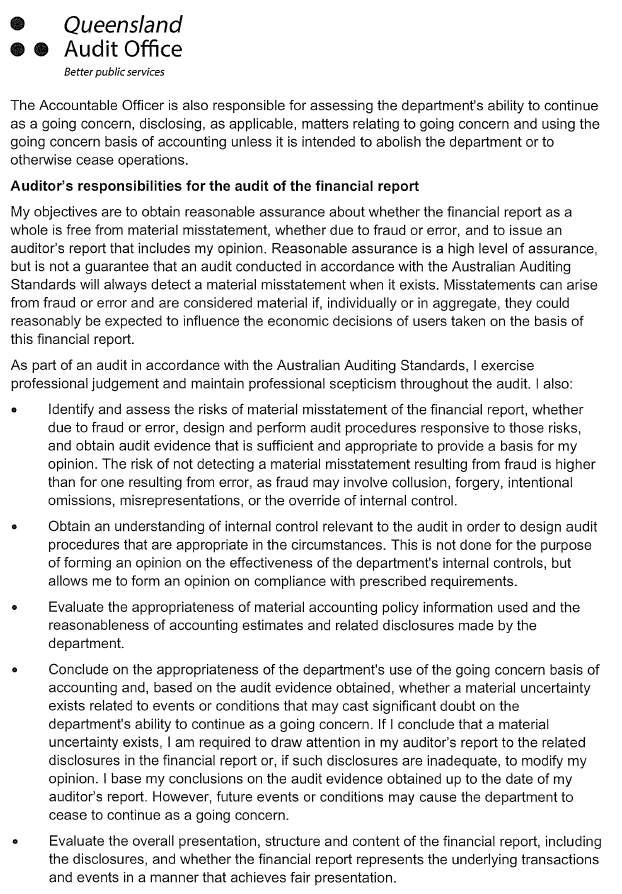 Queensland
Audit Office
Better public services
The Accountable Officer is also responsible for assessing the department's ability to continue
as a going concern, disclosing, as applicable, matters relating to going concern and using the
going concern basis of accounting unless it is intended to abolish the department or to
otherwise cease operations.
Auditor's responsibilities for the audit of the financial report
My objectives are to obtain reasonable assurance about whether the financial report as a
whole is free from material misstatement, whether due to fraud or error, and to issue an
auditor's report that includes my opinion. Reasonable assurance is a high level of assurance,
but is not a guarantee that an audit conducted in accordance with the Australian Auditing
Standards will always detect a material misstatement when it exists. Misstatements can arise
from fraud or error and are considered material if, individually or in aggregate, they could
reasonably be expected to influence the economic decisions of users taken on the basis of
this financial report.
As part of an audit in accordance with the Australian Auditing Standards, I exercise
professional judgement and maintain professional scepticism throughout the audit. I also:
• Identify and assess the risks of material misstatement of the financial report, whether
due to fraud or error, design and perform audit procedures responsive to those risks,
and obtain audit evidence that is sufficient and appropriate to provide a basis for my
opinion. The risk of not detecting a material misstatement resulting from fraud is higher
than for one resulting from error, as fraud may involve collusion, forgery, intentional
omissions, misrepresentations, or the override of internal control.
• Obtain an understanding of internal control relevant to the audit in order to design audit
procedures that are appropriate in the circumstances. This is not done for the purpose
of forming an opinion on the effectiveness of the department's internal controls, but
allows me to form an opinion on compliance with prescribed requirements.
• Evaluate the appropriateness of material accounting policy information used and the
reasonableness of accounting estimates and related disclosures made by the
department.
• Conclude on the appropriateness of the department's use of the going concern basis of
accounting and, based on the audit evidence obtained, whether a material uncertainty
exists related to events or conditions that may cast significant doubt on the
department's ability to continue as a going concern. If I conclude that a material
uncertainty exists, I am required to draw attention in my auditor's report to the related
disclosures in the financial report or, if such disclosures are inadequate, to modify my
opinion. I base my conclusions on the audit evidence obtained up to the date of my
auditor's report. However, future events or conditions may cause the department to
cease to continue as a going concern.
• Evaluate the overall presentation, structure and content of the financial report, including
the disclosures, and whether the financial report represents the underlying transactions
and events in a manner that achieves fair presentation.